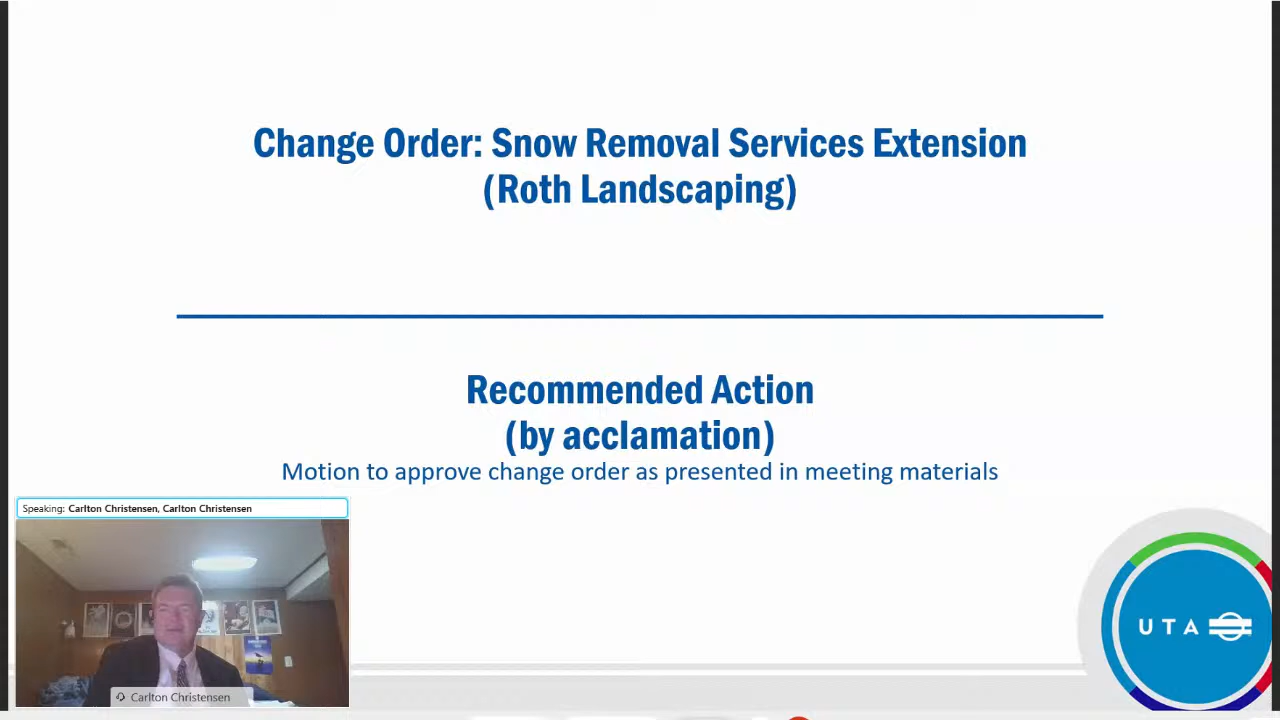 Change Order: Snow Removal Services Extension
(Roth Landscaping)
Recommended Action
(by acclamation)
Motion to approve change order as presented in meeting materials
Speaking: Carlton Christensen, Carlton Christensen
Carlton Christensen
UTA